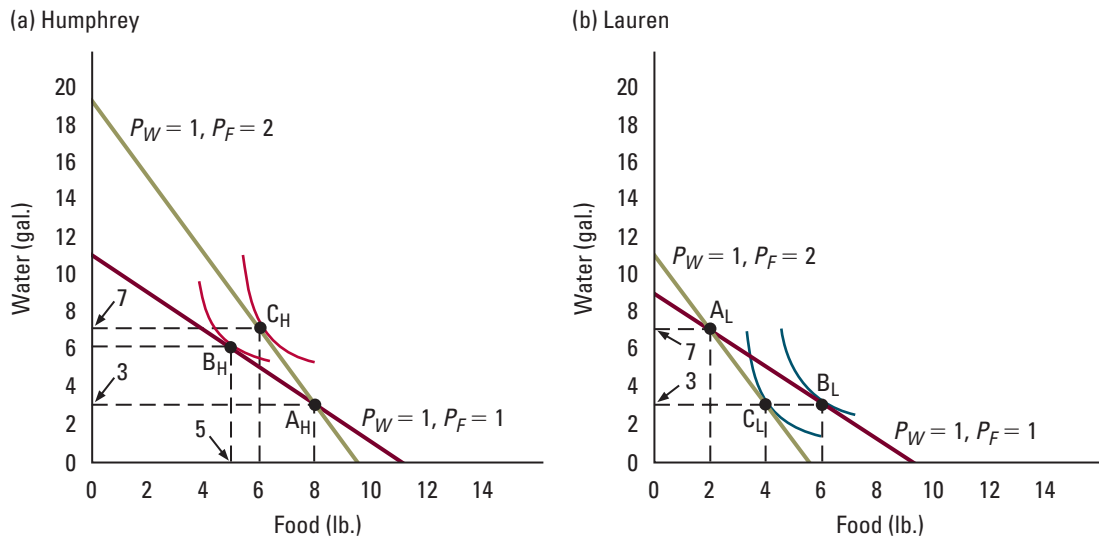 (a) Humphrey
20
18
16
14
12
10
8
7
6
4
3
2
0
Water (gal.)
P_W = 1, P_F = 2
C_H
B_H
A_H
5
P_W = 1, P_F = 1
0 2 4 6 8 10 12 14
Food (lb.)
(b) Lauren
20
18
16
14
12
10
8
6
4
2
0
Water (gal.)
P_W = 1, P_F = 2
A_L
7
3
B_L
C_L
P_W = 1, P_F = 1
0 2 4 6 8 10 12 14
Food (lb.)